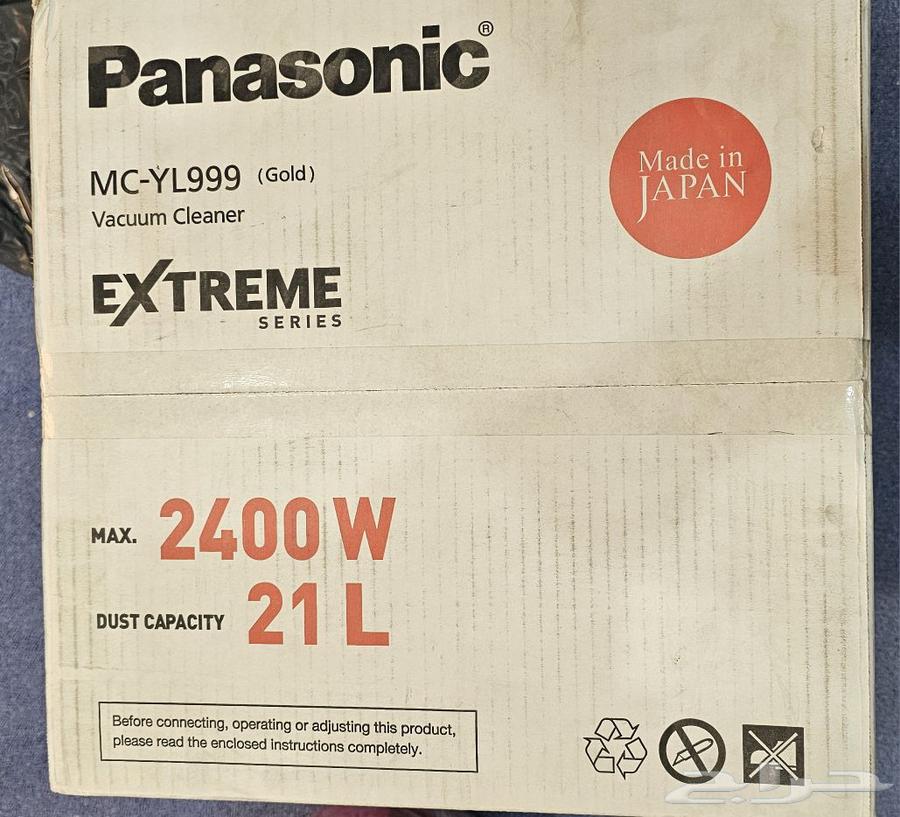 Panasonic®
MC-YL999 (Gold)
Vacuum Cleaner
Made in
JAPAN
EXTREME
SERIES
MAX. 2400 W
DUST CAPACITY 21 L
Before connecting, operating or adjusting this product,
please read the enclosed instructions completely.
حراج